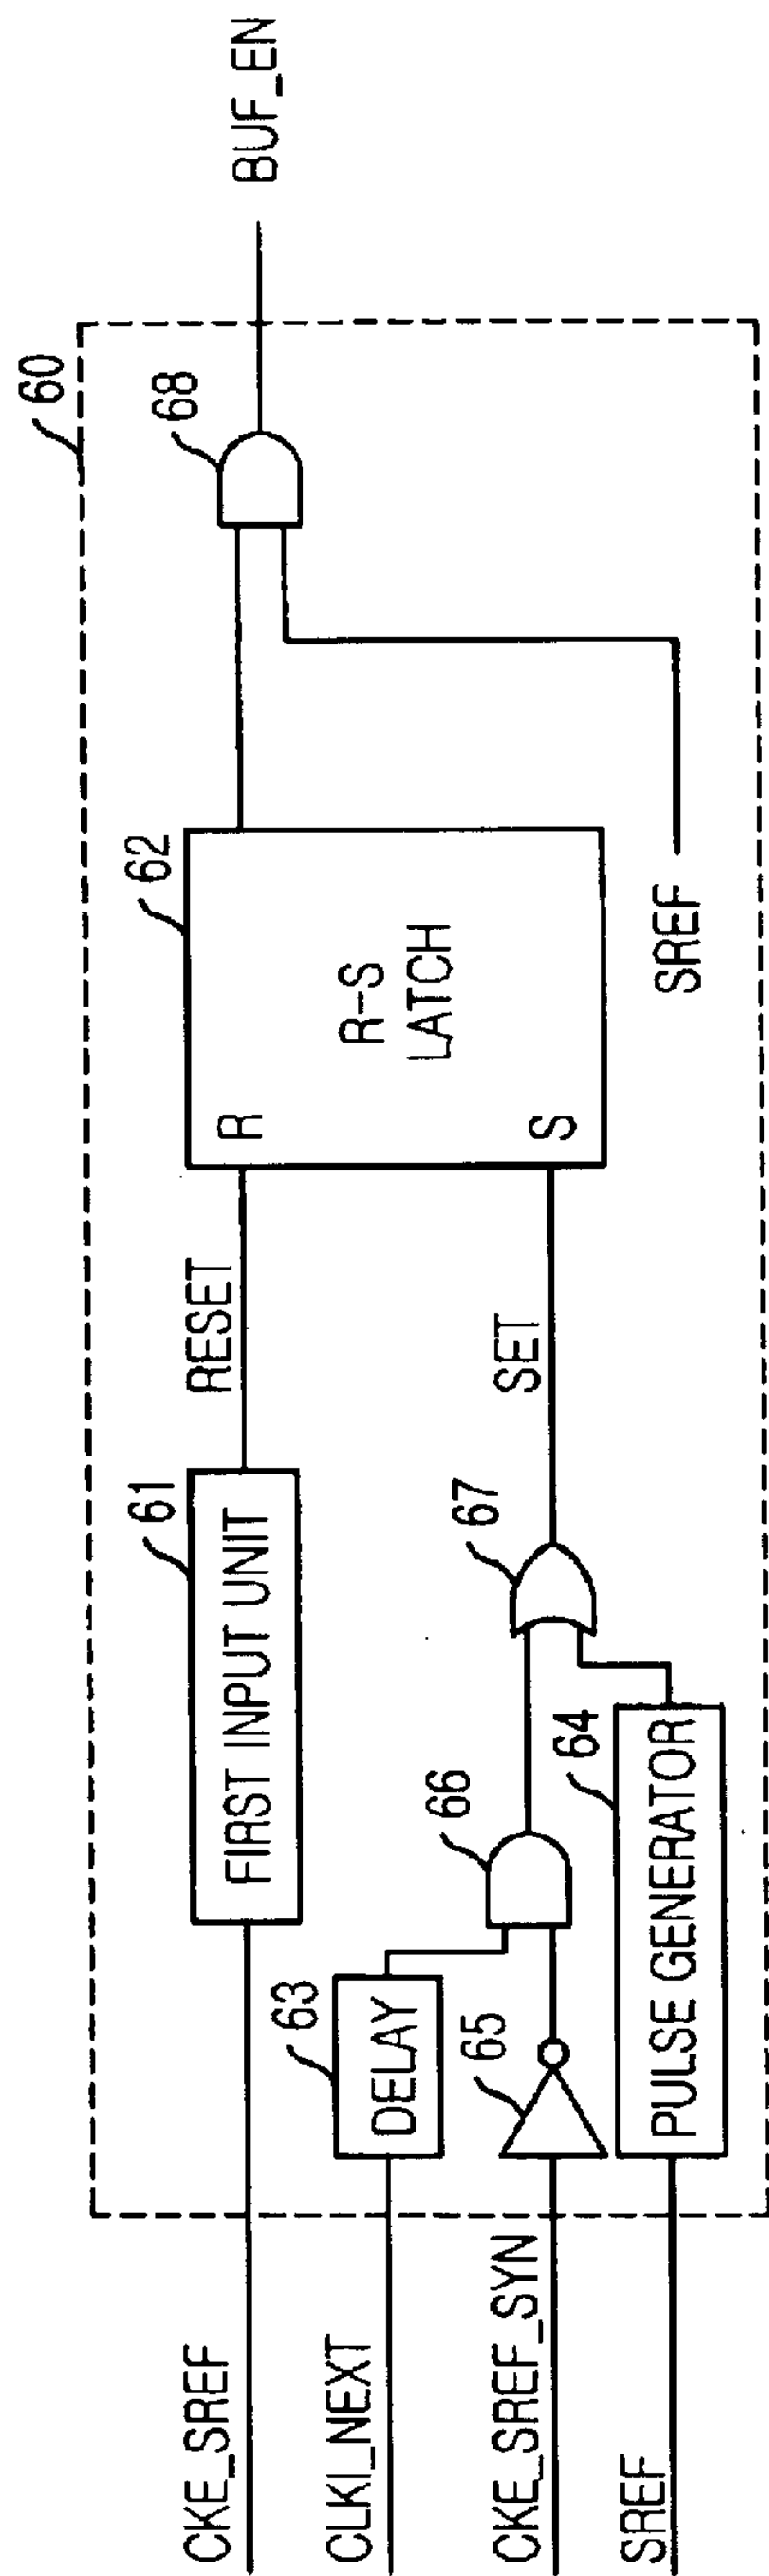 60
CKE_SREF
61
FIRST INPUT UNIT
RESET
62
R
R-S
LATCH
S
68
BUF_EN
CLKI_NEXT
63
DELAY
66
67
SET
CKE_SREF_SYN
65
SREF
64
PULSE GENERATOR
SREF